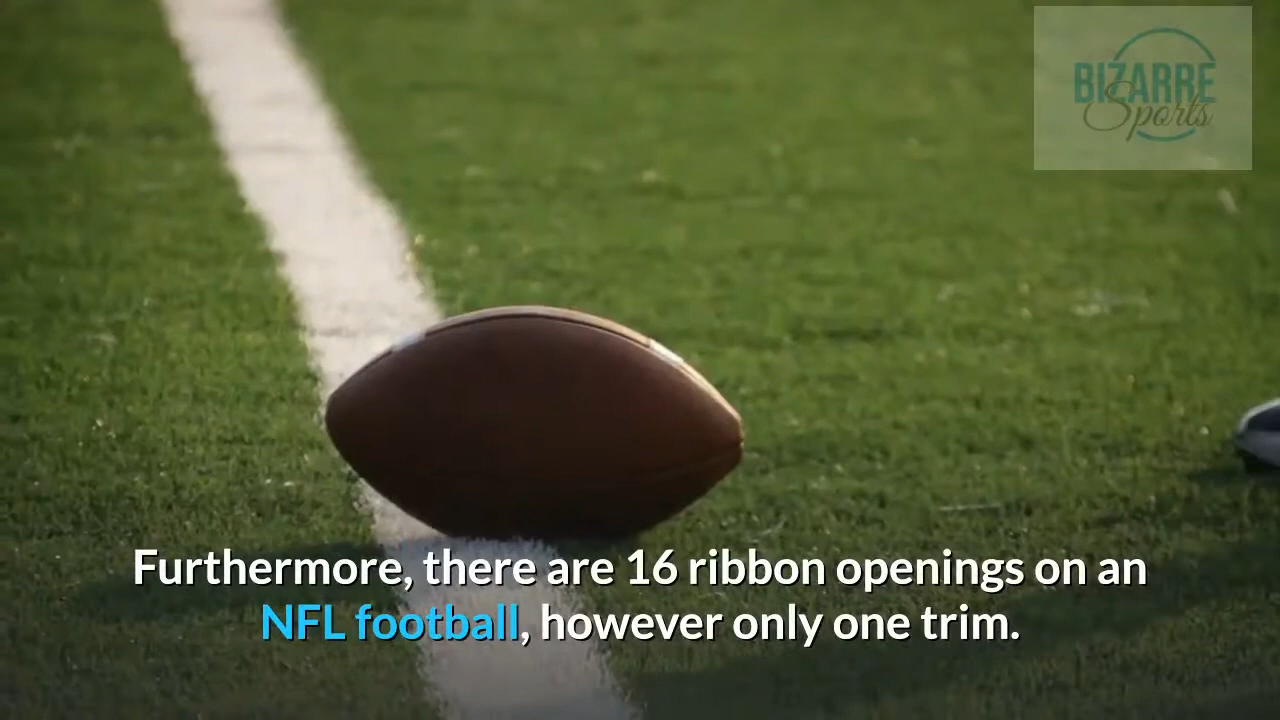 BIZARRE
Sports
Furthermore, there are 16 ribbon openings on an
NFL football, however only one trim.